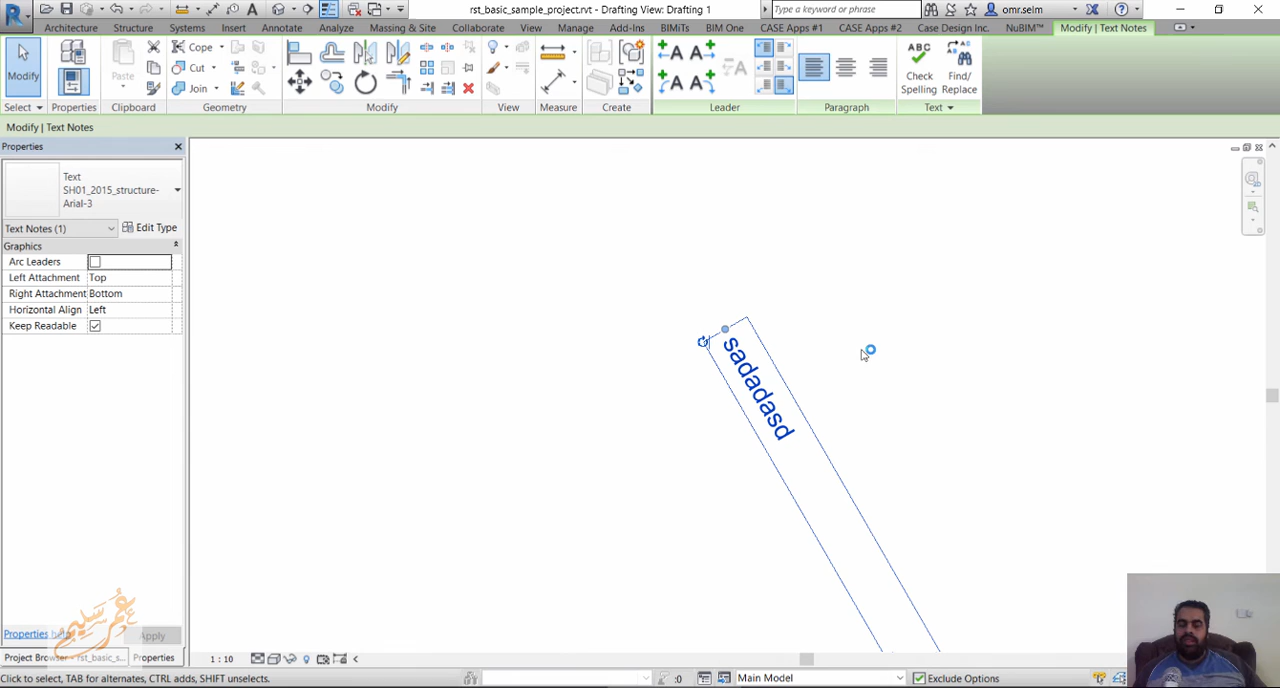 rst_basic_sample_project.rvt - Drafting View: Drafting 1
Type a keyword or phrase
omr.selm
Architecture Structure Systems Insert Annotate Analyze Massing & Site Collaborate View Manage Add-Ins BIMiTs BIM One CASE Apps #1 CASE Apps #2 Case Design Inc. NuBIM™ Modify | Text Notes
Modify
Paste
Cope
Cut
Join
Check Spelling
Find/ Replace
Select Properties Clipboard Geometry Modify View Measure Create Leader Paragraph Text
Modify | Text Notes
Properties
Text
SH01_2015_structure-
Arial-3
Text Notes (1)
Edit Type
Graphics
Arc Leaders
Left Attachment Top
Right Attachment Bottom
Horizontal Align Left
Keep Readable
sadadasd
عمر سليم
Properties help
Apply
Project Browser - rst_basic_s...
Properties
1 : 10
Click to select, TAB for alternates, CTRL adds, SHIFT unselects.
:0
Main Model
Exclude Options